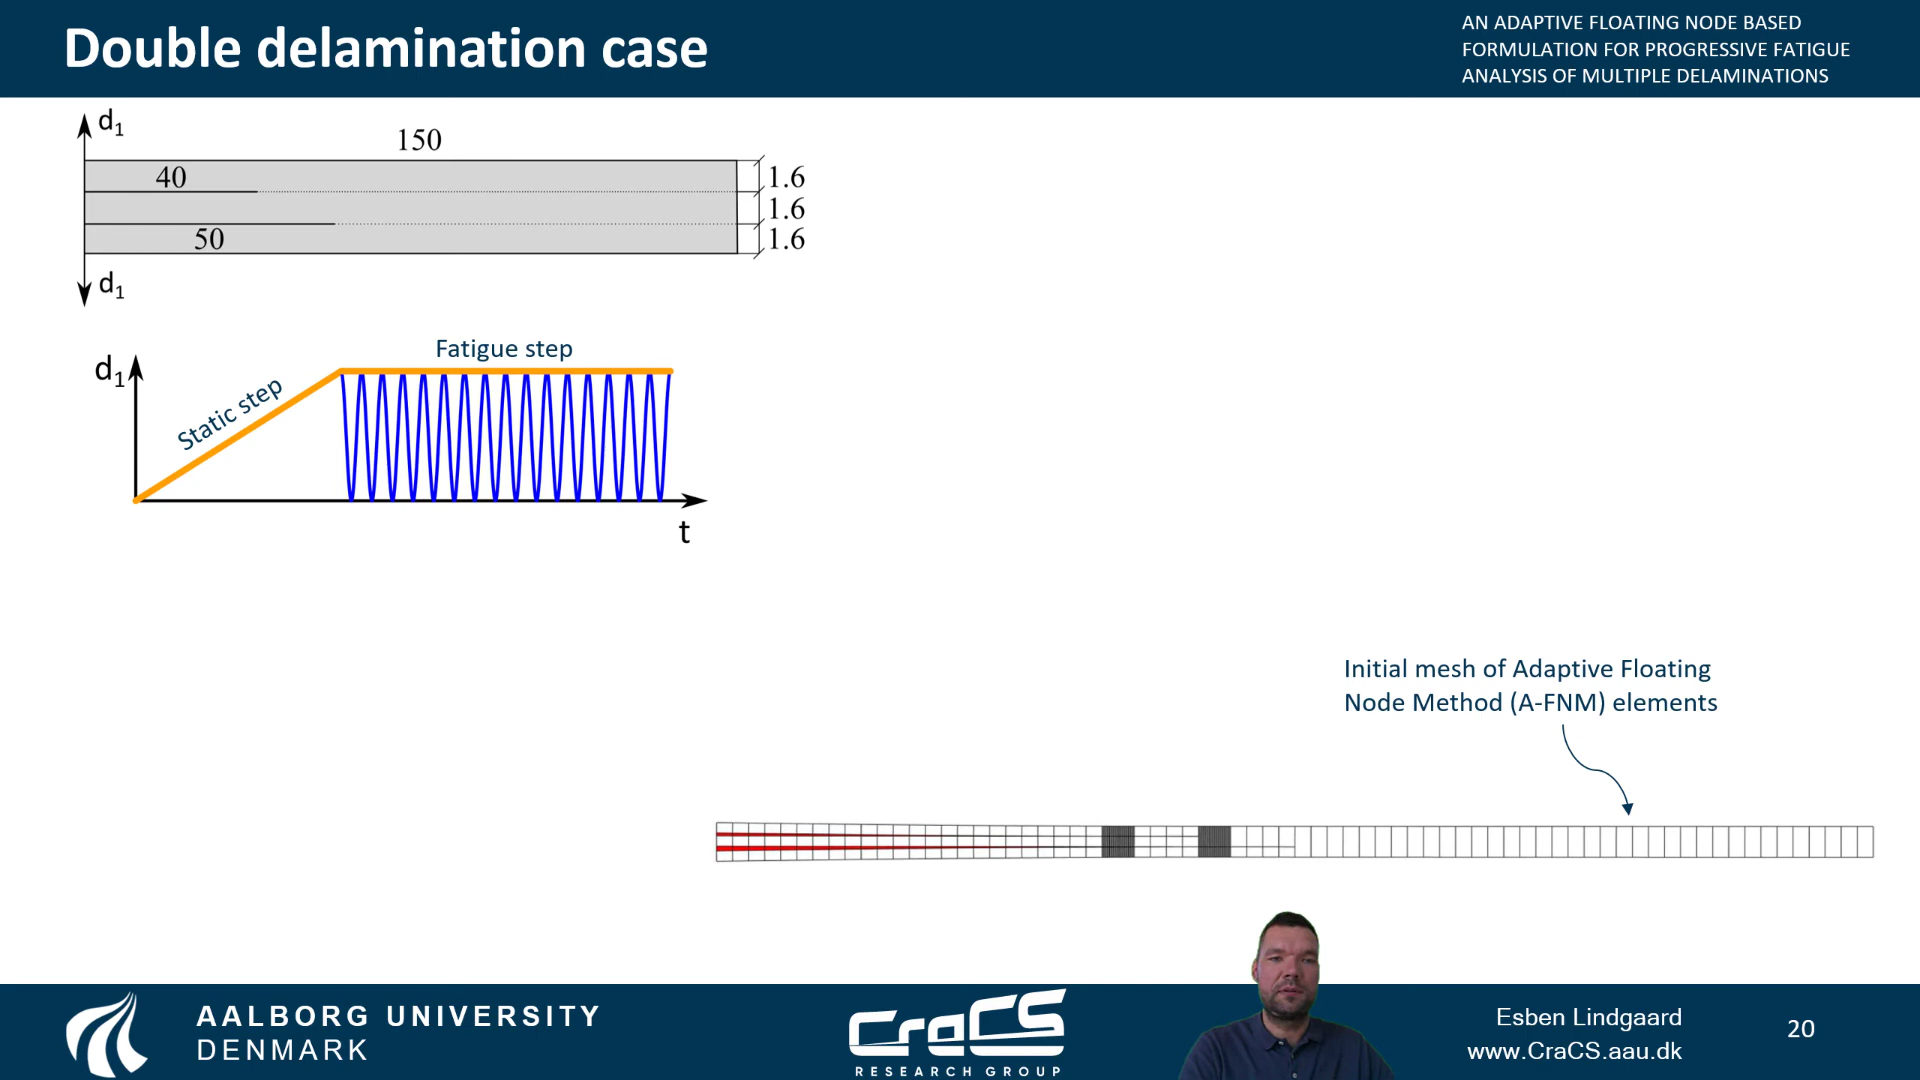 Double delamination case
AN ADAPTIVE FLOATING NODE BASED
FORMULATION FOR PROGRESSIVE FATIGUE
ANALYSIS OF MULTIPLE DELAMINATIONS
d1
150
40
1.6
1.6
50
1.6
d1
Fatigue step
d1
Static step
t
Initial mesh of Adaptive Floating
Node Method (A-FNM) elements
AALBORG UNIVERSITY
DENMARK
CraCS
RESEARCH GROUP
Esben Lindgaard
www.CraCS.aau.dk
20